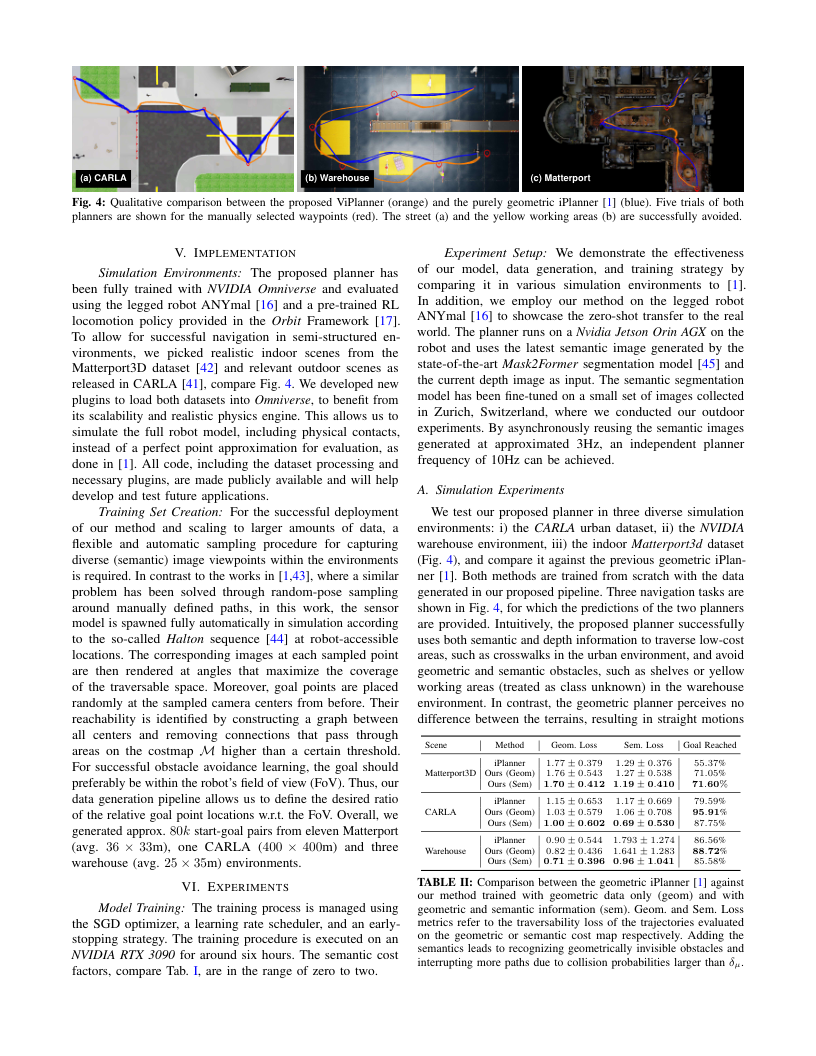 (a) CARLA
(b) Warehouse
(c) Matterport
Fig. 4: Qualitative comparison between the proposed ViPlanner (orange) and the purely geometric iPlanner [1] (blue). Five trials of both
planners are shown for the manually selected waypoints (red). The street (a) and the yellow working areas (b) are successfully avoided.
V. IMPLEMENTATION
Simulation Environments: The proposed planner has
been fully trained with NVIDIA Omniverse and evaluated
using the legged robot ANYmal [16] and a pre-trained RL
locomotion policy provided in the Orbit Framework [17].
To allow for successful navigation in semi-structured en-
vironments, we picked realistic indoor scenes from the
Matterport3D dataset [42] and relevant outdoor scenes as
released in CARLA [41], compare Fig. 4. We developed new
plugins to load both datasets into Omniverse, to benefit from
its scalability and realistic physics engine. This allows us to
simulate the full robot model, including physical contacts,
instead of a perfect point approximation for evaluation, as
done in [1]. All code, including the dataset processing and
necessary plugins, are made publicly available and will help
develop and test future applications.
Training Set Creation: For the successful deployment
of our method and scaling to larger amounts of data, a
flexible and automatic sampling procedure for capturing
diverse (semantic) image viewpoints within the environments
is required. In contrast to the works in [1,43], where a similar
problem has been solved through random-pose sampling
around manually defined paths, in this work, the sensor
model is spawned fully automatically in simulation according
to the so-called Halton sequence [44] at robot-accessible
locations. The corresponding images at each sampled point
are then rendered at angles that maximize the coverage
of the traversable space. Moreover, goal points are placed
randomly at the sampled camera centers from before. Their
reachability is identified by constructing a graph between
all centers and removing connections that pass through
areas on the costmap ℳ higher than a certain threshold.
For successful obstacle avoidance learning, the goal should
preferably be within the robot's field of view (FoV). Thus, our
data generation pipeline allows us to define the desired ratio
of the relative goal point locations w.r.t. the FoV. Overall, we
generated approx. 80k start-goal pairs from eleven Matterport
(avg. 36 × 33m), one CARLA (400 × 400m) and three
warehouse (avg. 25 × 35m) environments.
VI. EXPERIMENTS
Model Training: The training process is managed using
the SGD optimizer, a learning rate scheduler, and an early-
stopping strategy. The training procedure is executed on an
NVIDIA RTX 3090 for around six hours. The semantic cost
factors, compare Tab. I, are in the range of zero to two.
Experiment Setup: We demonstrate the effectiveness
of our model, data generation, and training strategy by
comparing it in various simulation environments to [1].
In addition, we employ our method on the legged robot
ANYmal [16] to showcase the zero-shot transfer to the real
world. The planner runs on a Nvidia Jetson Orin AGX on the
robot and uses the latest semantic image generated by the
state-of-the-art Mask2Former segmentation model [45] and
the current depth image as input. The semantic segmentation
model has been fine-tuned on a small set of images collected
in Zurich, Switzerland, where we conducted our outdoor
experiments. By asynchronously reusing the semantic images
generated at approximated 3Hz, an independent planner
frequency of 10Hz can be achieved.
A. Simulation Experiments
We test our proposed planner in three diverse simulation
environments: i) the CARLA urban dataset, ii) the NVIDIA
warehouse environment, iii) the indoor Matterport3d dataset
(Fig. 4), and compare it against the previous geometric iPlan-
ner [1]. Both methods are trained from scratch with the data
generated in our proposed pipeline. Three navigation tasks are
shown in Fig. 4, for which the predictions of the two planners
are provided. Intuitively, the proposed planner successfully
uses both semantic and depth information to traverse low-cost
areas, such as crosswalks in the urban environment, and avoid
geometric and semantic obstacles, such as shelves or yellow
working areas (treated as class unknown) in the warehouse
environment. In contrast, the geometric planner perceives no
difference between the terrains, resulting in straight motions
Scene Method Geom. Loss Sem. Loss Goal Reached
iPlanner 1.77 ± 0.379 1.29 ± 0.376 55.37%
Matterport3D Ours (Geom) 1.76 ± 0.543 1.27 ± 0.538 71.05%
Ours (Sem) 1.70 ± 0.412 1.19 ± 0.410 71.60%
iPlanner 1.15 ± 0.653 1.17 ± 0.669 79.59%
CARLA Ours (Geom) 1.03 ± 0.579 1.06 ± 0.708 95.91%
Ours (Sem) 1.00 ± 0.602 0.69 ± 0.530 87.75%
iPlanner 0.90 ± 0.544 1.793 ± 1.274 86.56%
Warehouse Ours (Geom) 0.82 ± 0.436 1.641 ± 1.283 88.72%
Ours (Sem) 0.71 ± 0.396 0.96 ± 1.041 85.58%
TABLE II: Comparison between the geometric iPlanner [1] against
our method trained with geometric data only (geom) and with
geometric and semantic information (sem). Geom. and Sem. Loss
metrics refer to the traversability loss of the trajectories evaluated
on the geometric or semantic cost map respectively. Adding the
semantics leads to recognizing geometrically invisible obstacles and
interrupting more paths due to collision probabilities larger than δμ.